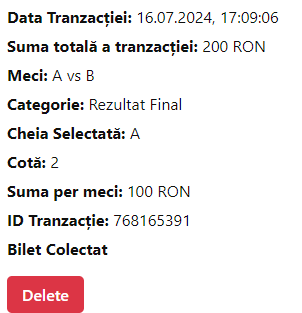 Data Tranzacției: 16.07.2024, 17:09:06
Suma totală a tranzacției: 200 RON
Meci: A vs B
Categorie: Rezultat Final
Cheia Selectată: A
Cotă: 2
Suma per meci: 100 RON
ID Tranzacție: 768165391
Bilet Colectat
Delete